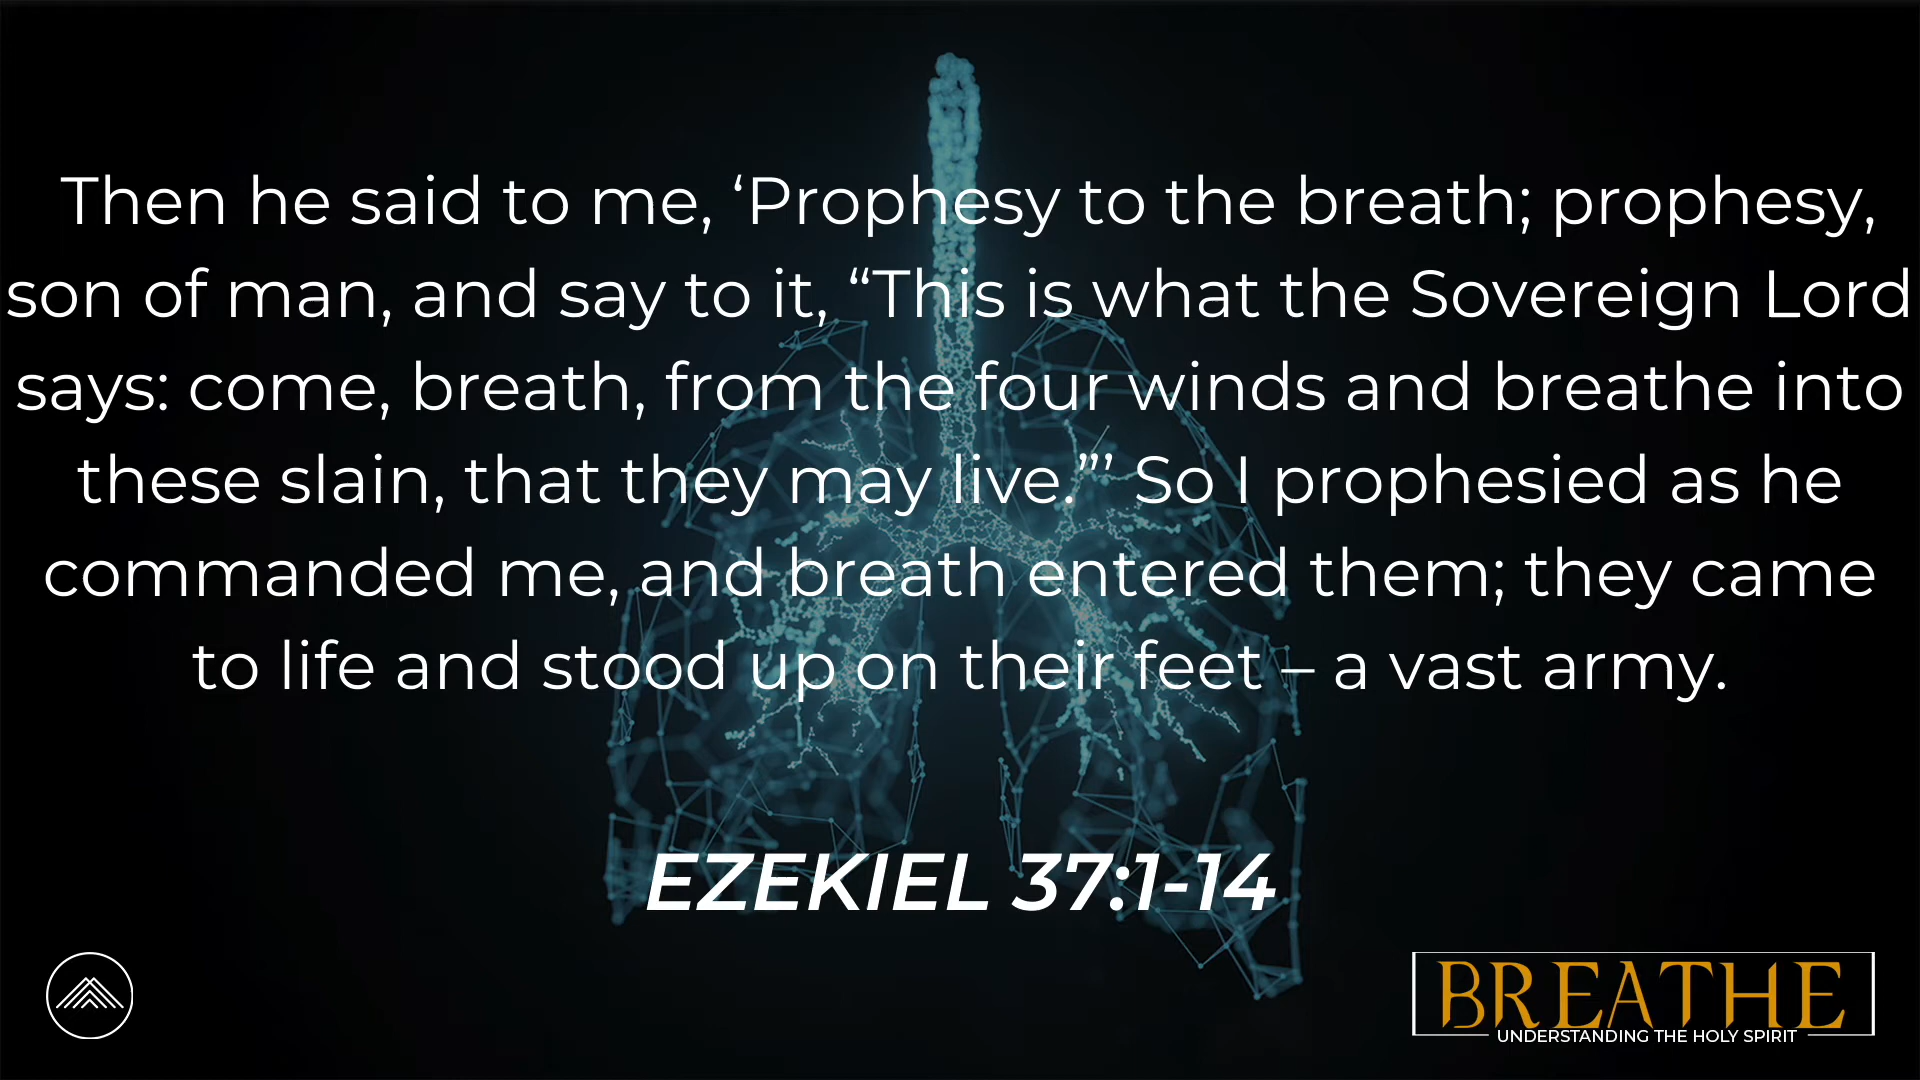 Then he said to me, ‘Prophesy to the breath; prophesy,
son of man, and say to it, “This is what the Sovereign Lord
says: come, breath, from the four winds and breathe into
these slain, that they may live.”’ So I prophesied as he
commanded me, and breath entered them; they came
to life and stood up on their feet – a vast army.
EZEKIEL 37:1-14
BREATHE
UNDERSTANDING THE HOLY SPIRIT